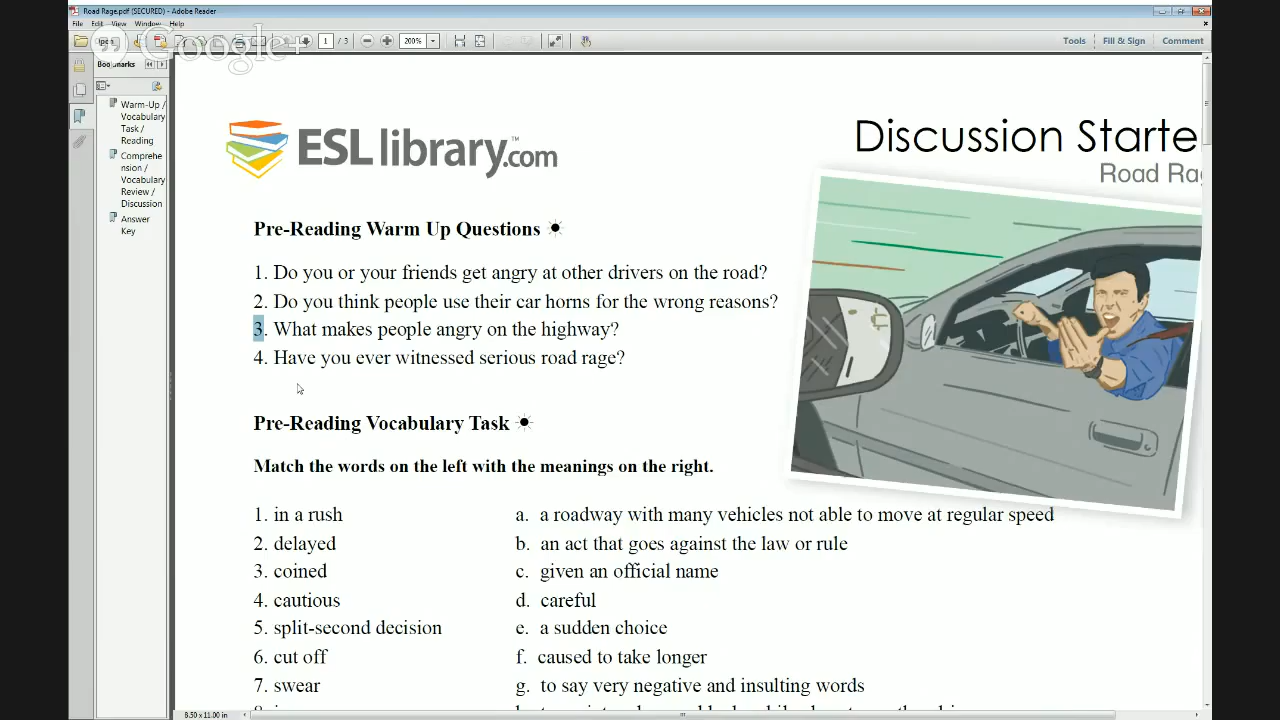 Road Rage.pdf (SECURED) - Adobe Reader
File Edit View Window Help
Open
1 / 3
200%
Tools Fill & Sign Comment
Google+
Bookmarks
Warm-Up /
Vocabulary
Task /
Reading
Comprehe
nsion /
Vocabulary
Review /
Discussion
Answer
Key
ESL library.com™
Discussion Starte
Road Rag
Pre-Reading Warm Up Questions
1. Do you or your friends get angry at other drivers on the road?
2. Do you think people use their car horns for the wrong reasons?
3. What makes people angry on the highway?
4. Have you ever witnessed serious road rage?
Pre-Reading Vocabulary Task
Match the words on the left with the meanings on the right.
1. in a rush a. a roadway with many vehicles not able to move at regular speed
2. delayed b. an act that goes against the law or rule
3. coined c. given an official name
4. cautious d. careful
5. split-second decision e. a sudden choice
6. cut off f. caused to take longer
7. swear g. to say very negative and insulting words
8.50 x 11.00 in